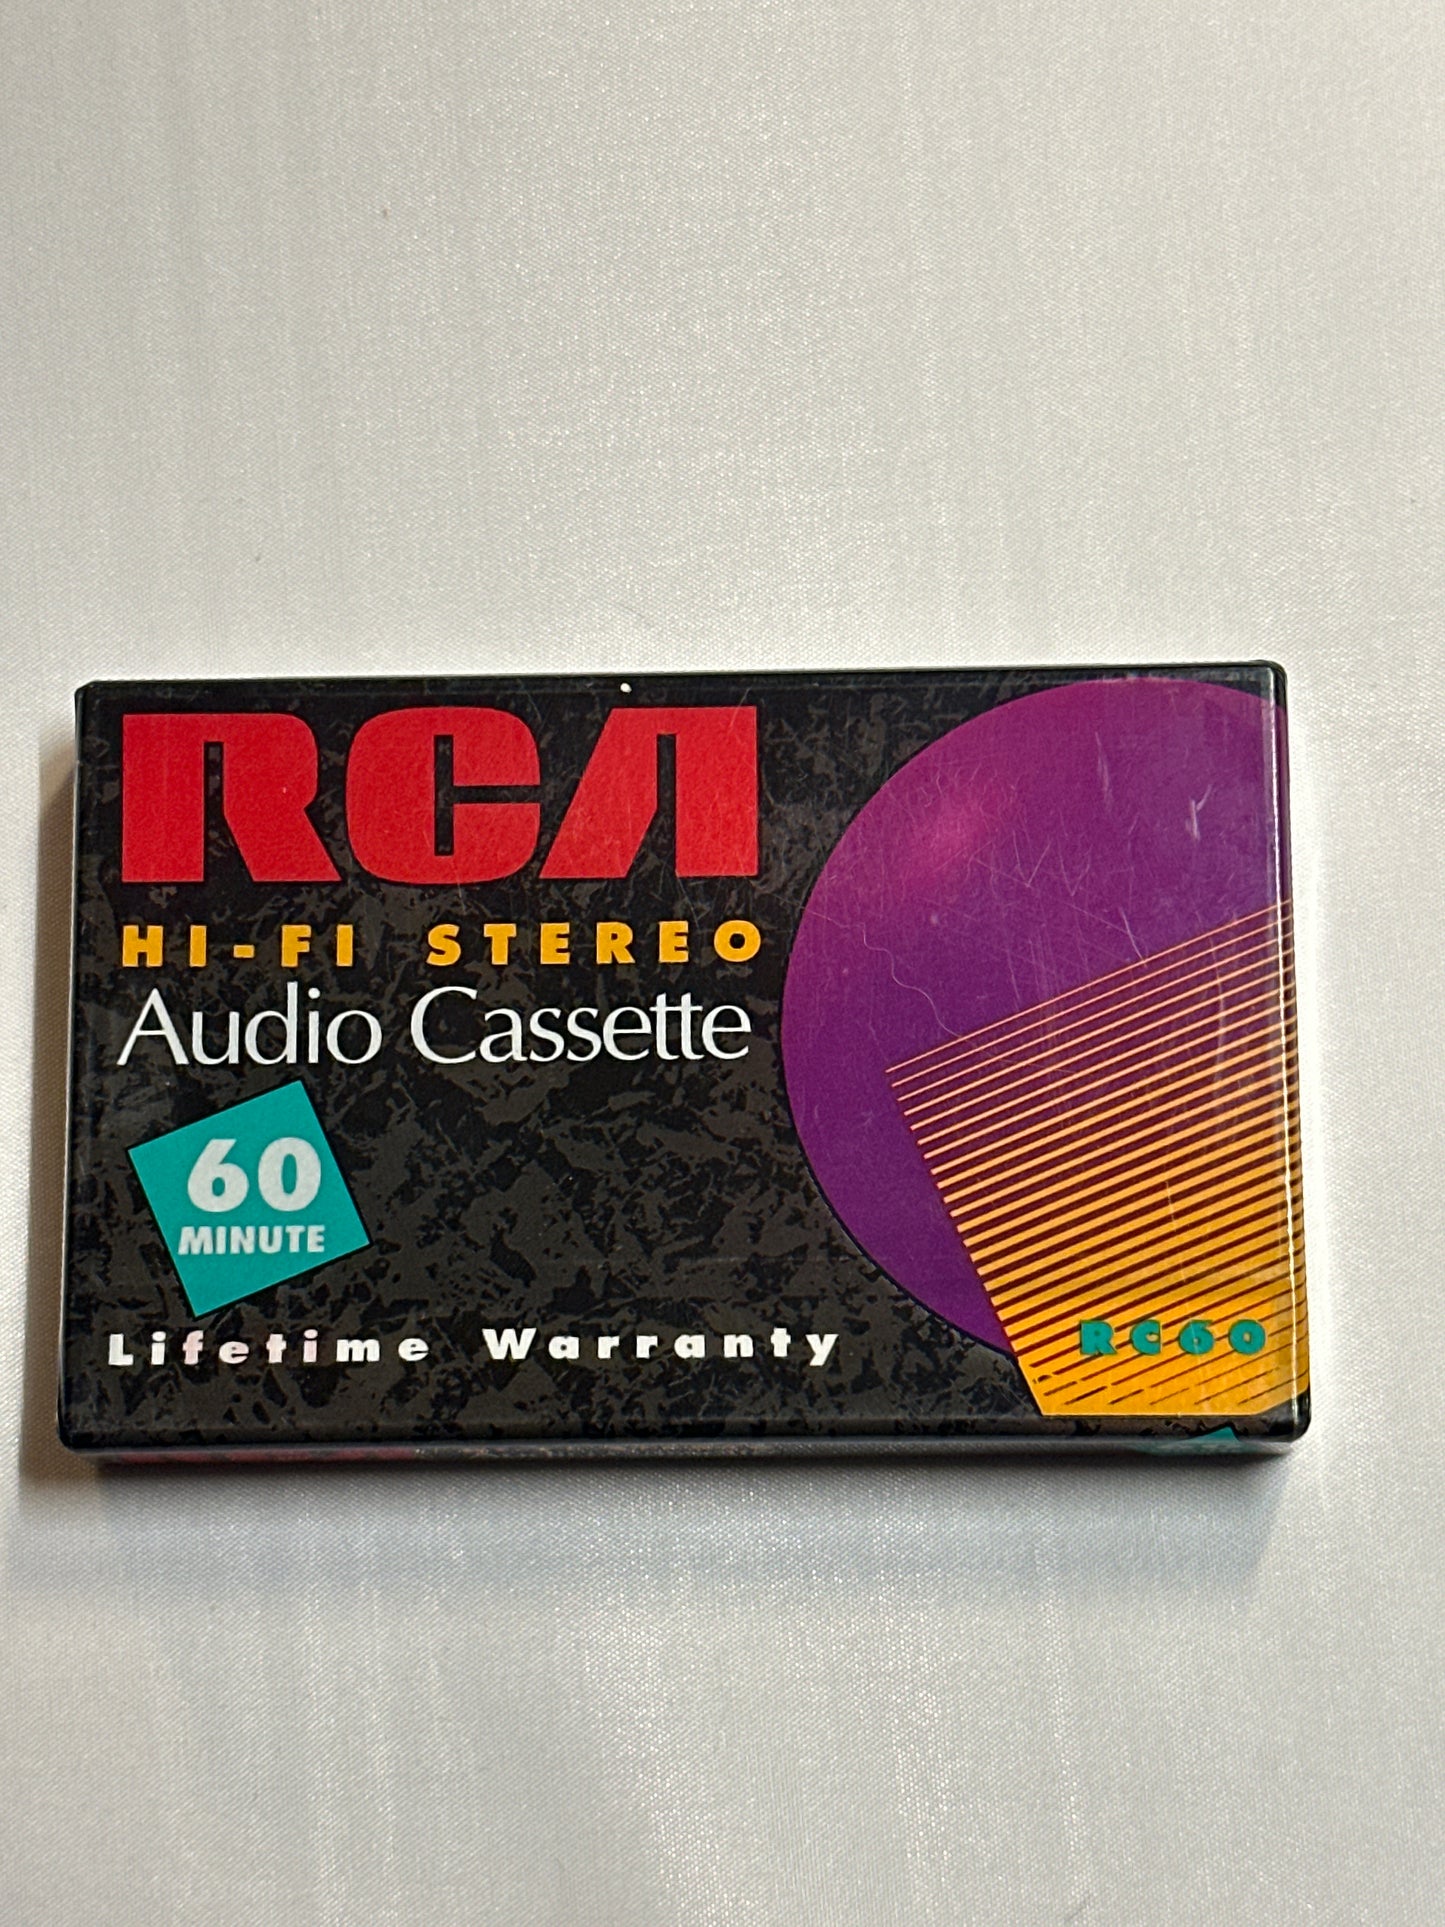 RCA
HI-FI STEREO
Audio Cassette
60
MINUTE
Lifetime Warranty
RC60